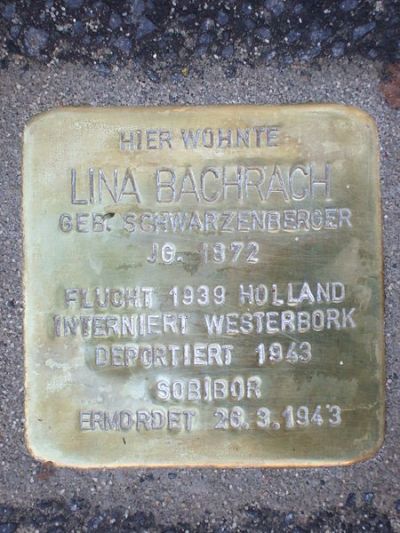 HIER WOHNTE
LINA BACHRACH
GEB. SCHWARZENBERGER
JG. 1872
FLUCHT 1939 HOLLAND
INTERNIERT WESTERBORK
DEPORTIERT 1943
SOBIBOR
ERMORDET 26.3.1943